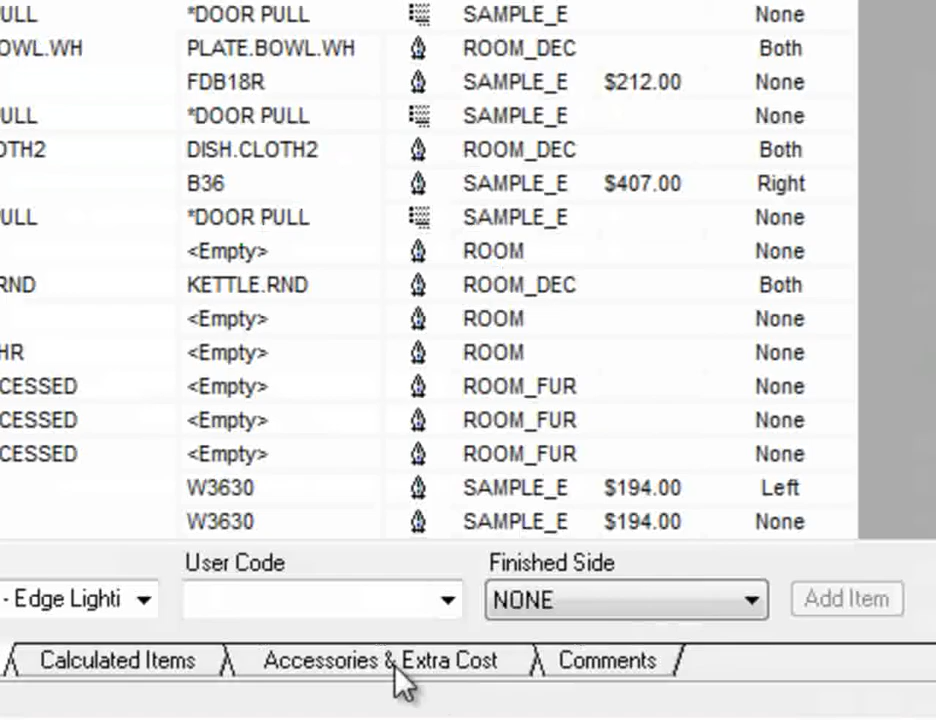 ULL *DOOR PULL SAMPLE_E None
OWL.WH PLATE.BOWL.WH ROOM_DEC Both
FDB18R SAMPLE_E $212.00 None
ULL *DOOR PULL SAMPLE_E None
OTH2 DISH.CLOTH2 ROOM_DEC Both
B36 SAMPLE_E $407.00 Right
ULL *DOOR PULL SAMPLE_E None
<Empty> ROOM None
RND KETTLE.RND ROOM_DEC Both
<Empty> ROOM None
HR <Empty> ROOM None
CESSED <Empty> ROOM_FUR None
CESSED <Empty> ROOM_FUR None
CESSED <Empty> ROOM_FUR None
W3630 SAMPLE_E $194.00 Left
W3630 SAMPLE_E $194.00 None
User Code Finished Side
- Edge Lighti NONE Add Item
Calculated Items Accessories & Extra Cost Comments